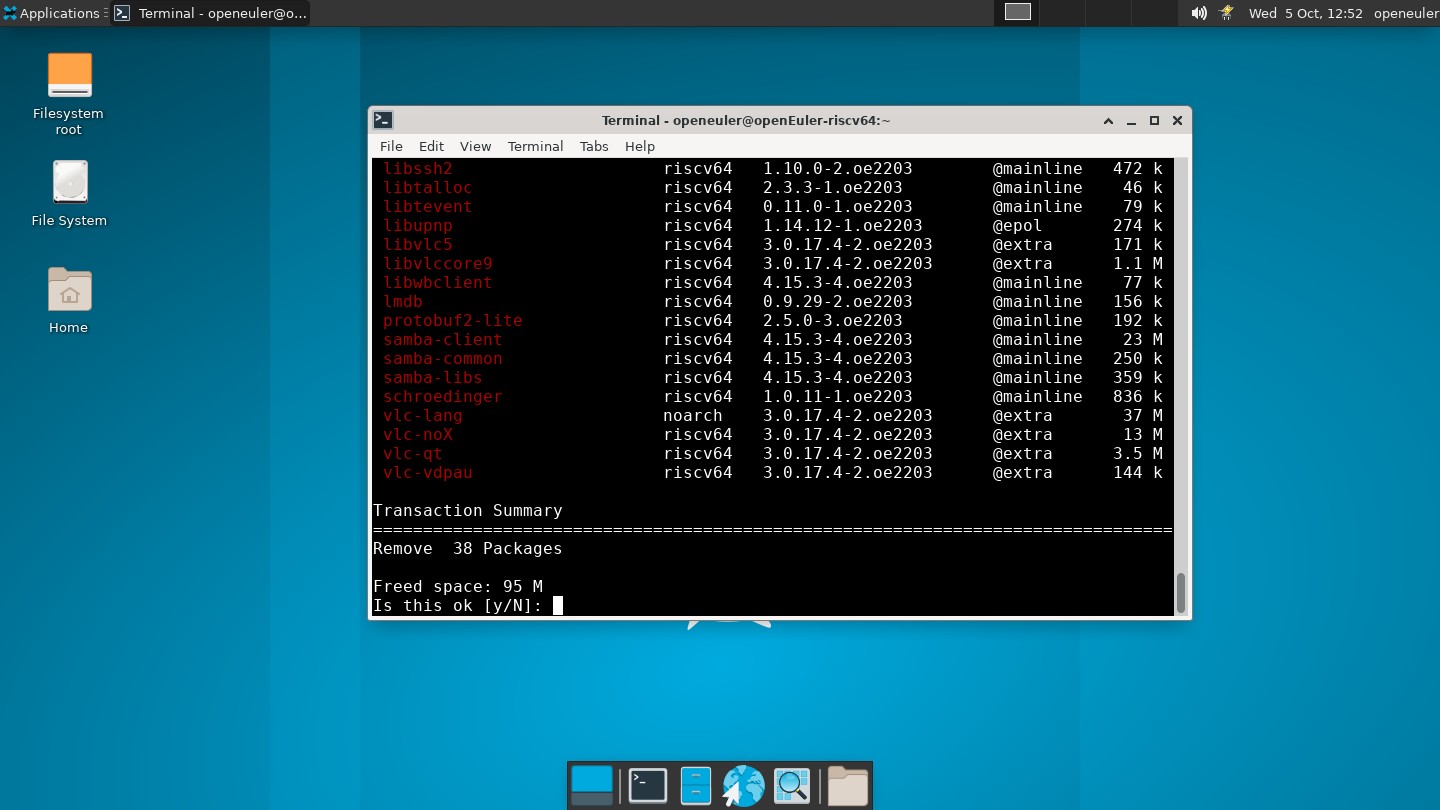 Applications
Terminal - openeuler@o...
Wed 5 Oct, 12:52
openeuler
Filesystem
root
File System
Home
Terminal - openeuler@openEuler-riscv64:~
File Edit View Terminal Tabs Help
libssh2 riscv64 1.10.0-2.oe2203 @mainline 472 k
libtalloc riscv64 2.3.3-1.oe2203 @mainline 46 k
libtevent riscv64 0.11.0-1.oe2203 @mainline 79 k
libupnp riscv64 1.14.12-1.oe2203 @epol 274 k
libvlc5 riscv64 3.0.17.4-2.oe2203 @extra 171 k
libvlccore9 riscv64 3.0.17.4-2.oe2203 @extra 1.1 M
libwbclient riscv64 4.15.3-4.oe2203 @mainline 77 k
lmdb riscv64 0.9.29-2.oe2203 @mainline 156 k
protobuf2-lite riscv64 2.5.0-3.oe2203 @mainline 192 k
samba-client riscv64 4.15.3-4.oe2203 @mainline 23 M
samba-common riscv64 4.15.3-4.oe2203 @mainline 250 k
samba-libs riscv64 4.15.3-4.oe2203 @mainline 359 k
schroedinger riscv64 1.0.11-1.oe2203 @mainline 836 k
vlc-lang noarch 3.0.17.4-2.oe2203 @extra 37 M
vlc-noX riscv64 3.0.17.4-2.oe2203 @extra 13 M
vlc-qt riscv64 3.0.17.4-2.oe2203 @extra 3.5 M
vlc-vdpau riscv64 3.0.17.4-2.oe2203 @extra 144 k
Transaction Summary
================================================================================
Remove  38 Packages
Freed space: 95 M
Is this ok [y/N]: